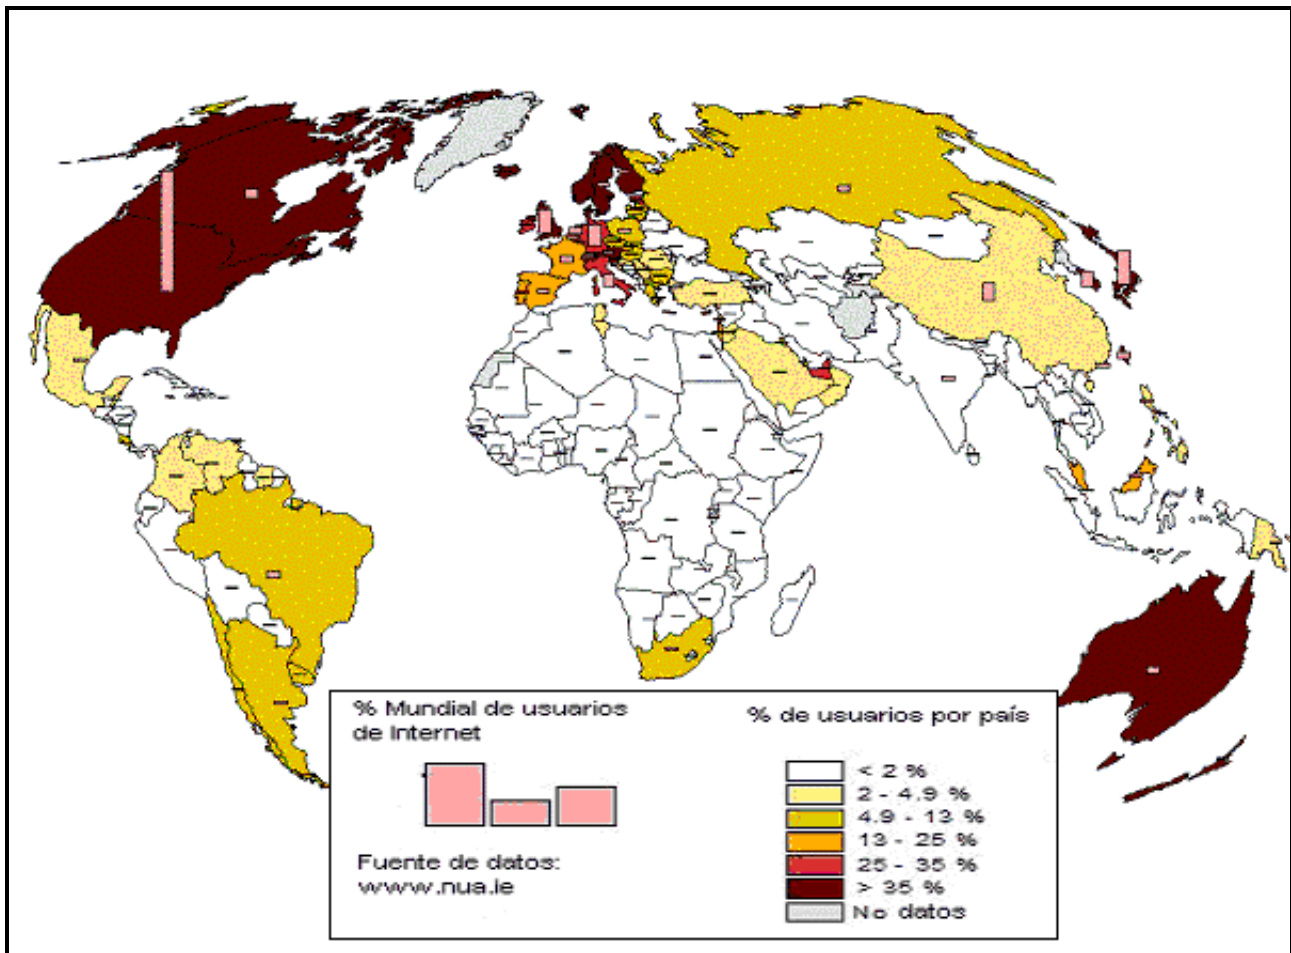 % Mundial de usuarios
de Internet
Fuente de datos:
www.nua.ie
% de usuarios por país
< 2 %
2 - 4.9 %
4.9 - 13 %
13 - 25 %
25 - 35 %
> 35 %
No datos